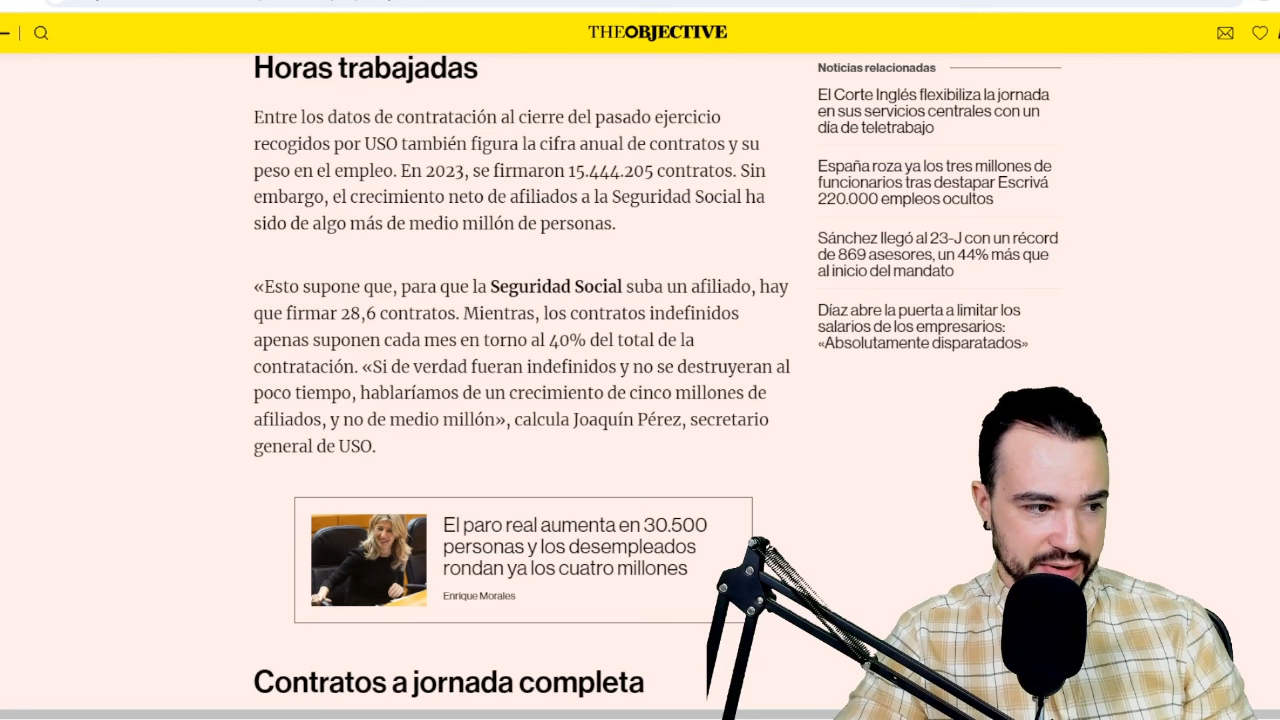 THEOBJECTIVE
Horas trabajadas
Entre los datos de contratación al cierre del pasado ejercicio
recogidos por USO también figura la cifra anual de contratos y su
peso en el empleo. En 2023, se firmaron 15.444.205 contratos. Sin
embargo, el crecimiento neto de afiliados a la Seguridad Social ha
sido de algo más de medio millón de personas.
«Esto supone que, para que la Seguridad Social suba un afiliado, hay
que firmar 28,6 contratos. Mientras, los contratos indefinidos
apenas suponen cada mes en torno al 40% del total de la
contratación. «Si de verdad fueran indefinidos y no se destruyeran al
poco tiempo, hablaríamos de un crecimiento de cinco millones de
afiliados, y no de medio millón», calcula Joaquín Pérez, secretario
general de USO.
El paro real aumenta en 30.500
personas y los desempleados
rondan ya los cuatro millones
Enrique Morales
Contratos a jornada completa
Noticias relacionadas
El Corte Inglés flexibiliza la jornada
en sus servicios centrales con un
día de teletrabajo
España roza ya los tres millones de
funcionarios tras destapar Escrivá
220.000 empleos ocultos
Sánchez llegó al 23-J con un récord
de 869 asesores, un 44% más que
al inicio del mandato
Díaz abre la puerta a limitar los
salarios de los empresarios:
«Absolutamente disparatados»